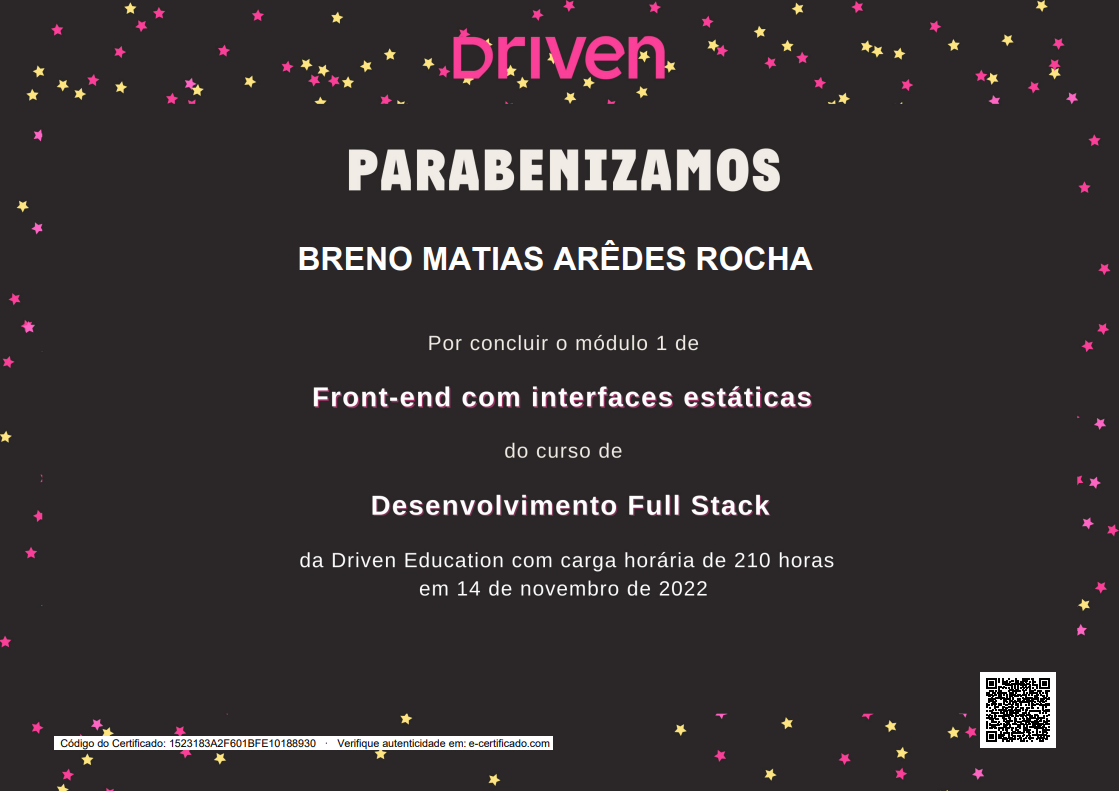 Driven
PARABENIZAMOS
BRENO MATIAS ARÊDES ROCHA
Por concluir o módulo 1 de
Front-end com interfaces estáticas
do curso de
Desenvolvimento Full Stack
da Driven Education com carga horária de 210 horas
em 14 de novembro de 2022
Código do Certificado: 1523183A2F601BFE10188930 · Verifique autenticidade em: e-certificado.com